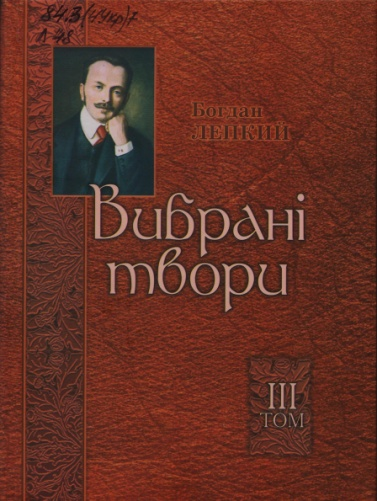 84.3(4Укр)7
Л-48
Богдан
ЛЕПКИЙ
Вибрані
твори
III
ТОМ